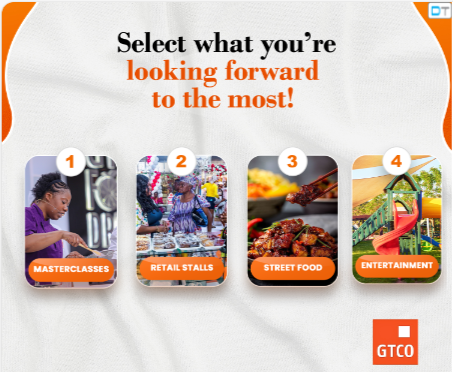 DT
Select what you're
looking forward
to the most!
1
2
3
4
MASTERCLASSES
RETAIL STALLS
STREET FOOD
ENTERTAINMENT
GTCO